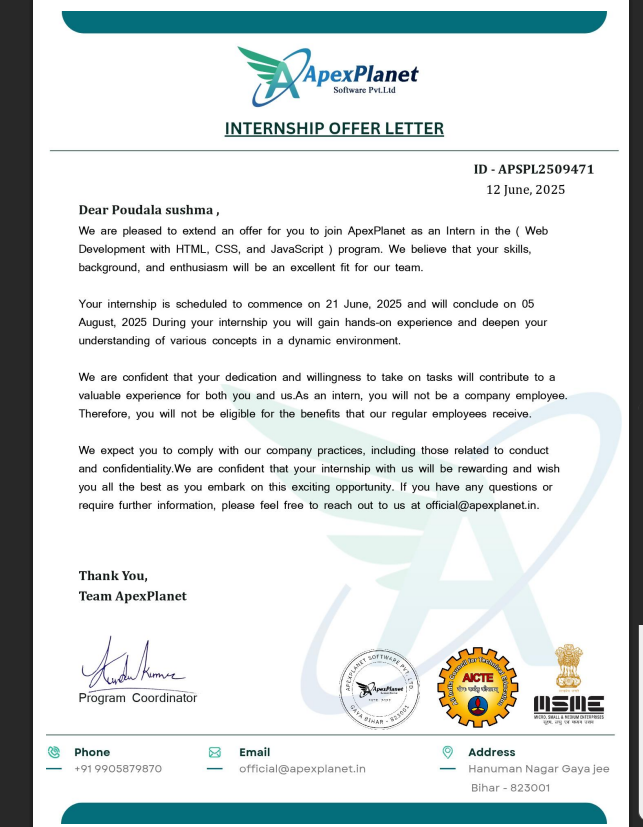 ApexPlanet
Software Pvt.Ltd
INTERNSHIP OFFER LETTER
ID - APSPL2509471
12 June, 2025
Dear Poudala sushma ,
We are pleased to extend an offer for you to join ApexPlanet as an Intern in the ( Web
Development with HTML, CSS, and JavaScript ) program. We believe that your skills,
background, and enthusiasm will be an excellent fit for our team.
Your internship is scheduled to commence on 21 June, 2025 and will conclude on 05
August, 2025 During your internship you will gain hands-on experience and deepen your
understanding of various concepts in a dynamic environment.
We are confident that your dedication and willingness to take on tasks will contribute to a
valuable experience for both you and us.As an intern, you will not be a company employee.
Therefore, you will not be eligible for the benefits that our regular employees receive.
We expect you to comply with our company practices, including those related to conduct
and confidentiality.We are confident that your internship with us will be rewarding and wish
you all the best as you embark on this exciting opportunity. If you have any questions or
require further information, please feel free to reach out to us at official@apexplanet.in.
Thank You,
Team ApexPlanet
Program Coordinator
APEXPLANET SOFTWARE PVT. LTD.
ApexPlanet
GAYA BIHAR - 823001
All India Council for Technical Education
AICTE
MSME
MICRO, SMALL & MEDIUM ENTERPRISES
सूक्ष्म, लघु एवं मध्यम उद्यम
Phone
+91 9905879870
Email
official@apexplanet.in
Address
Hanuman Nagar Gaya jee
Bihar - 823001